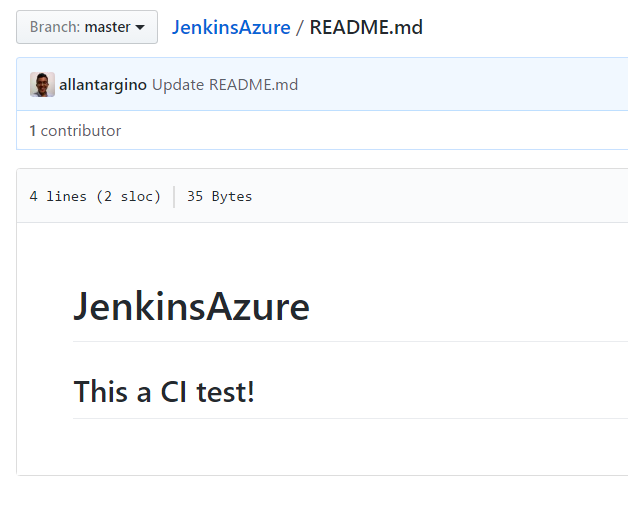 Branch: master JenkinsAzure / README.md
allantargino Update README.md
1 contributor
4 lines (2 sloc) 35 Bytes
JenkinsAzure
This a CI test!